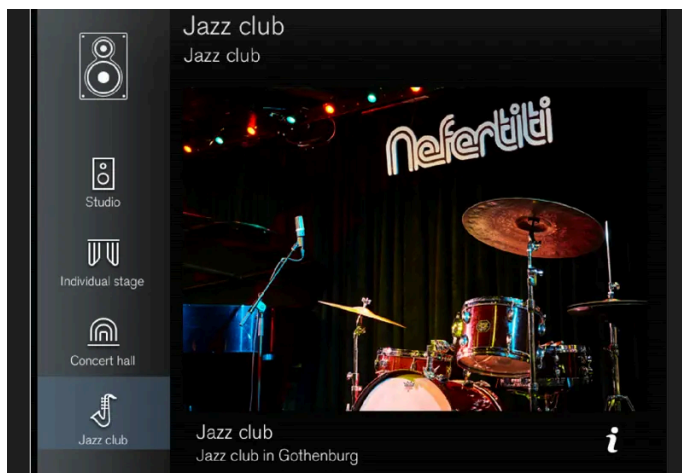 Jazz club
Jazz club
Nefertiti
Studio
Individual stage
Concert hall
Jazz club
Jazz club
Jazz club in Gothenburg
i